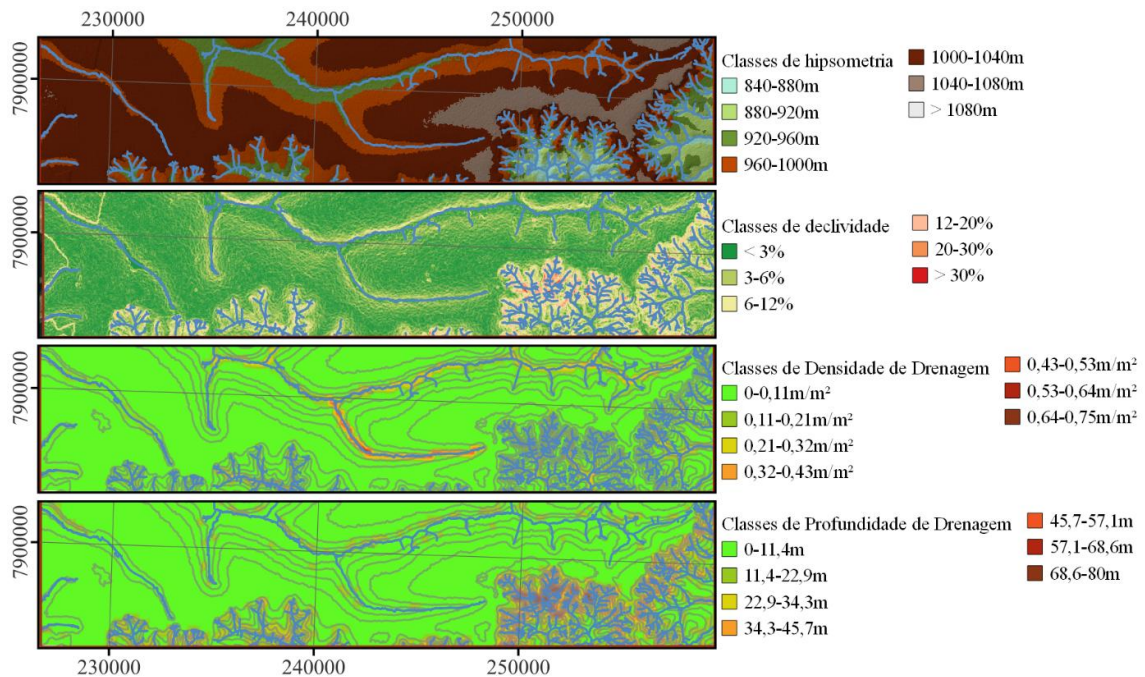 230000 240000 250000
7900000
Classes de hipsometria
840-880m
880-920m
920-960m
960-1000m
1000-1040m
1040-1080m
> 1080m
7900000
Classes de declividade
< 3%
3-6%
6-12%
12-20%
20-30%
> 30%
7900000
Classes de Densidade de Drenagem
0-0,11m/m²
0,11-0,21m/m²
0,21-0,32m/m²
0,32-0,43m/m²
0,43-0,53m/m²
0,53-0,64m/m²
0,64-0,75m/m²
7900000
Classes de Profundidade de Drenagem
0-11,4m
11,4-22,9m
22,9-34,3m
34,3-45,7m
45,7-57,1m
57,1-68,6m
68,6-80m
230000 240000 250000